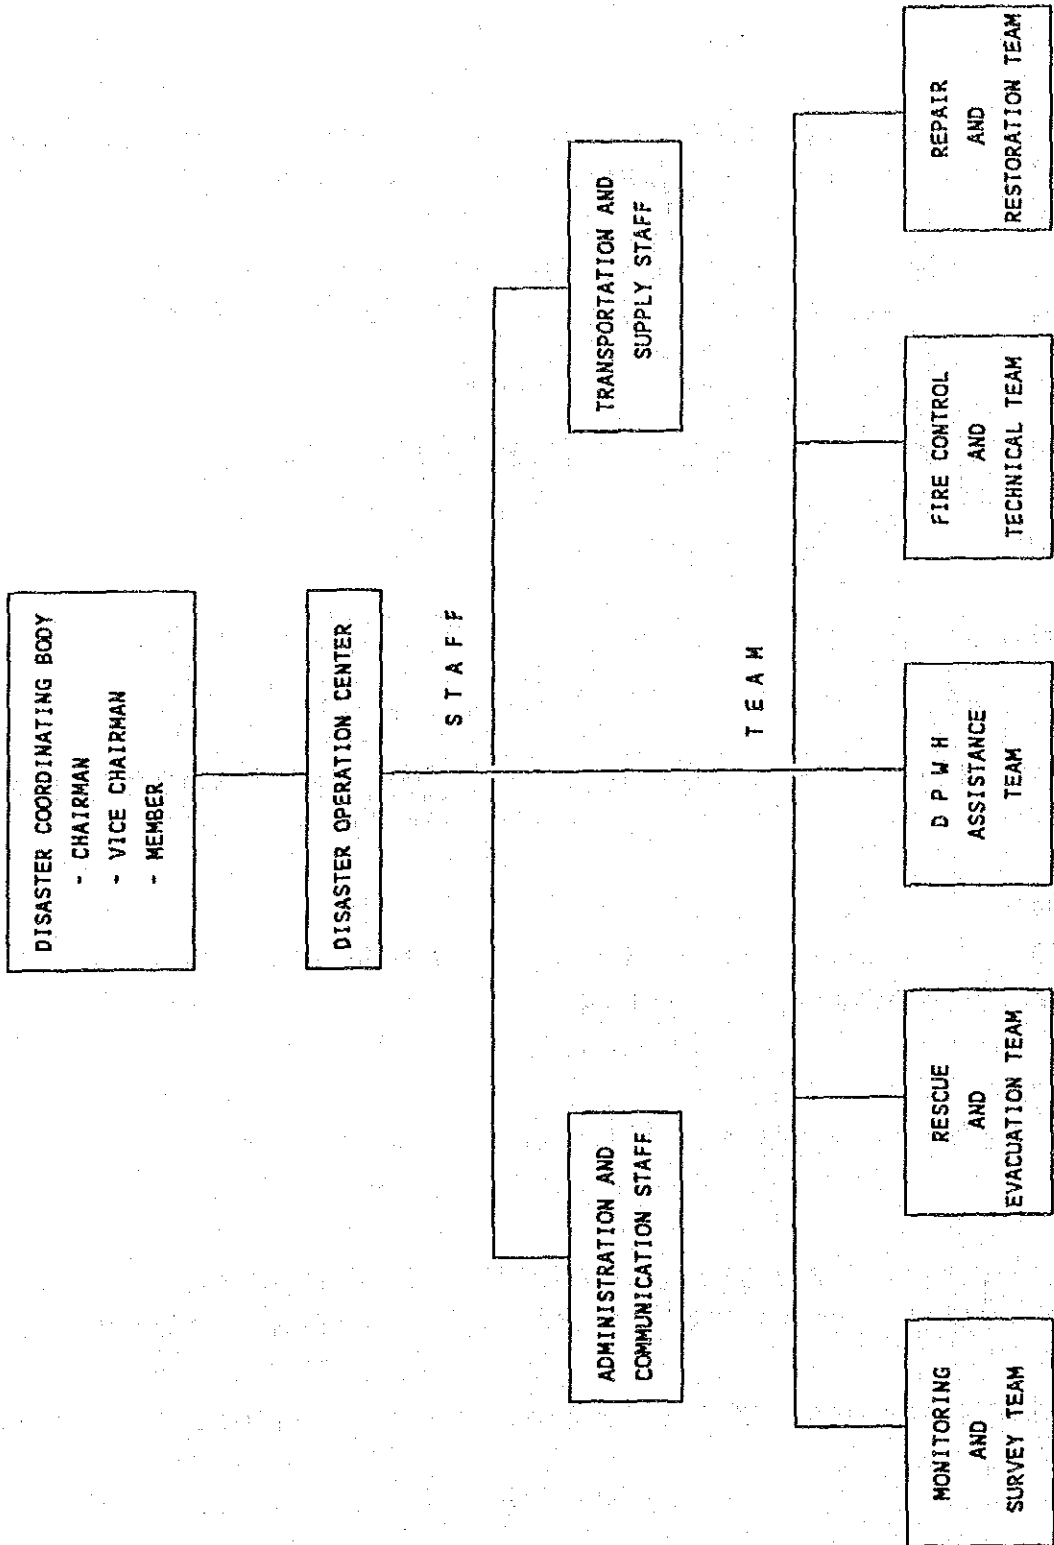 DISASTER COORDINATING BODY
- CHAIRMAN
- VICE CHAIRMAN
- MEMBER
DISASTER OPERATION CENTER
S T A F F
ADMINISTRATION AND
COMMUNICATION STAFF
TRANSPORTATION AND
SUPPLY STAFF
T E A M
MONITORING
AND
SURVEY TEAM
RESCUE
AND
EVACUATION TEAM
D P W H
ASSISTANCE
TEAM
FIRE CONTROL
AND
TECHNICAL TEAM
REPAIR
AND
RESTORATION TEAM